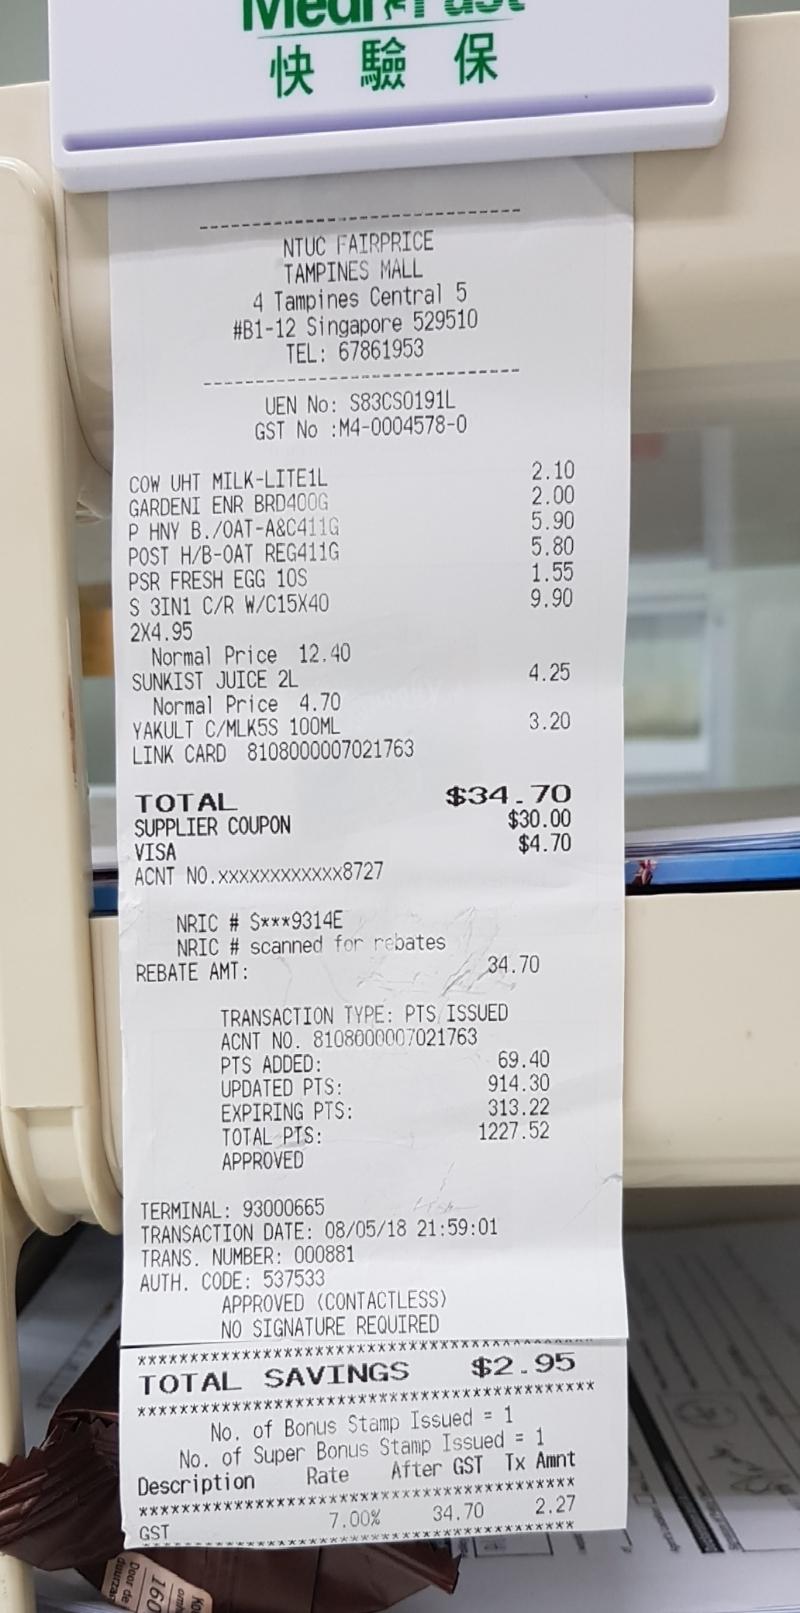 快驗保
------------------------------
NTUC FAIRPRICE
TAMPINES MALL
4 Tampines Central 5
#B1-12 Singapore 529510
TEL: 67861953
------------------------------
UEN No: S83CS0191L
GST No :M4-0004578-0
COW UHT MILK-LITE1L 2.10
GARDENI ENR BRD400G 2.00
P HNY B./OAT-A&C411G 5.90
POST H/B-OAT REG411G 5.80
PSR FRESH EGG 10S 1.55
S 3IN1 C/R W/C15X40 9.90
2X4.95
Normal Price 12.40
SUNKIST JUICE 2L 4.25
Normal Price 4.70
YAKULT C/MLK5S 100ML 3.20
LINK CARD 8108000007021763
TOTAL $34.70
SUPPLIER COUPON $30.00
VISA $4.70
ACNT NO.xxxxxxxxxxxx8727
NRIC # S***9314E
NRIC # scanned for rebates
REBATE AMT: 34.70
TRANSACTION TYPE: PTS ISSUED
ACNT NO. 8108000007021763
PTS ADDED: 69.40
UPDATED PTS: 914.30
EXPIRING PTS: 313.22
TOTAL PTS: 1227.52
APPROVED
TERMINAL: 93000665
TRANSACTION DATE: 08/05/18 21:59:01
TRANS. NUMBER: 000881
AUTH. CODE: 537533
APPROVED (CONTACTLESS)
NO SIGNATURE REQUIRED
******************************************
TOTAL SAVINGS $2.95
******************************************
No. of Bonus Stamp Issued = 1
No. of Super Bonus Stamp Issued = 1
Description Rate After GST Tx Amnt
******************************************
GST 7.00% 34.70 2.27
******************************************
Door de
duurza
160